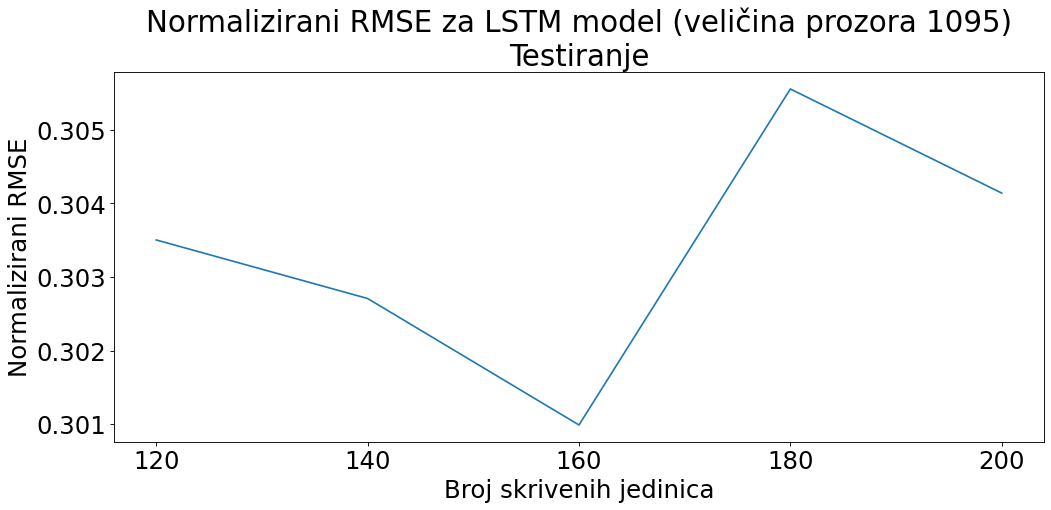 Normalizirani RMSE za LSTM model (veličina prozora 1095)
Testiranje
Normalizirani RMSE
0.305
0.304
0.303
0.302
0.301
120 140 160 180 200
Broj skrivenih jedinica